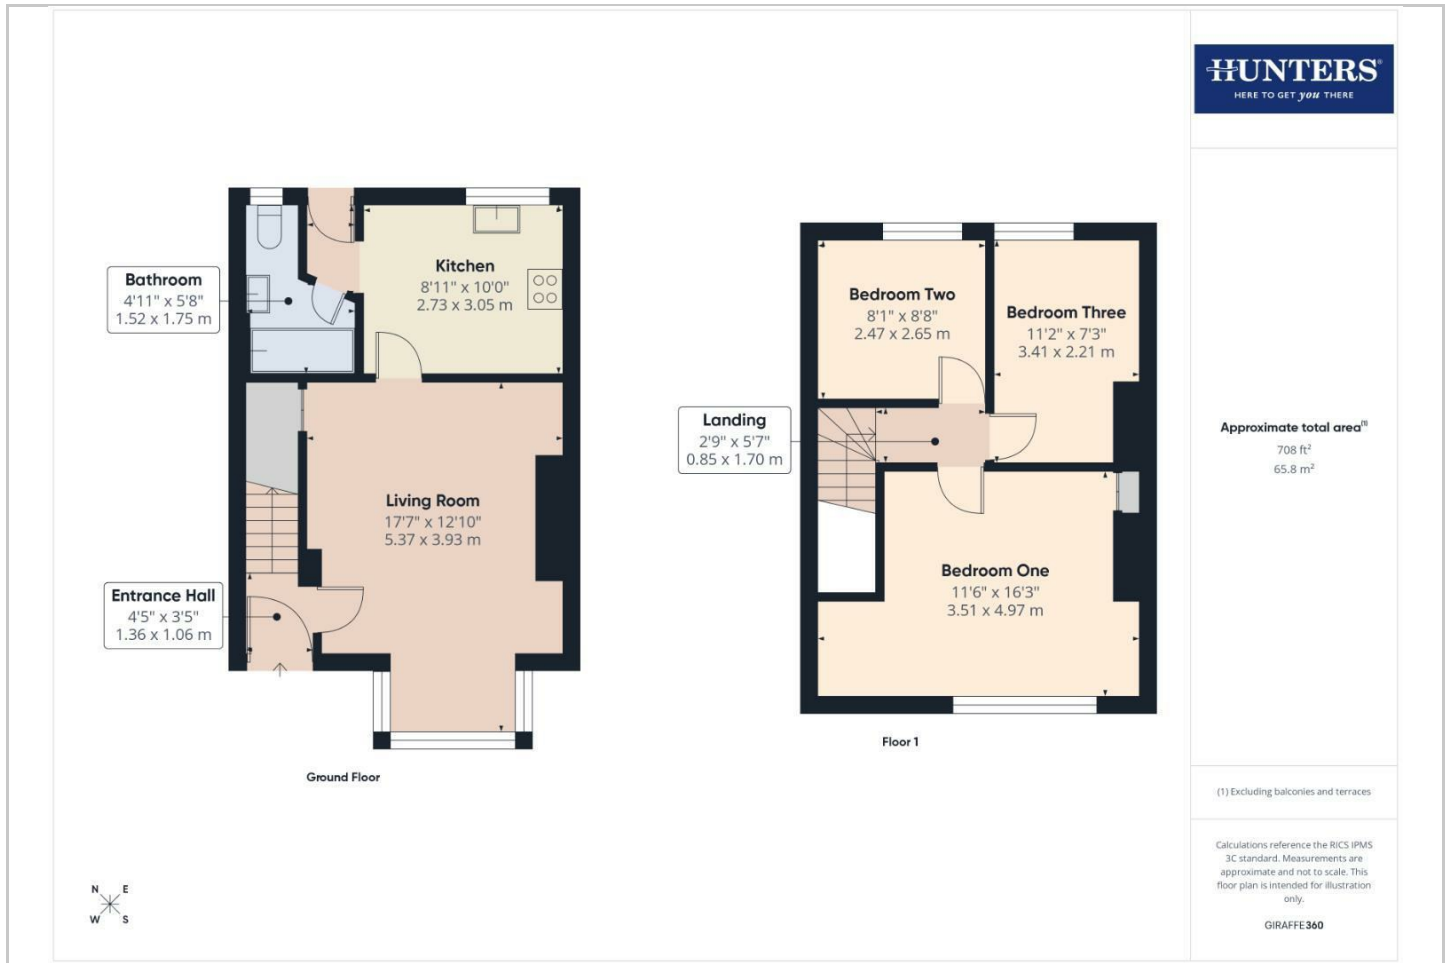 HUNTERS®
HERE TO GET you THERE
Bathroom
4'11" x 5'8"
1.52 x 1.75 m
Kitchen
8'11" x 10'0"
2.73 x 3.05 m
Living Room
17'7" x 12'10"
5.37 x 3.93 m
Entrance Hall
4'5" x 3'5"
1.36 x 1.06 m
Ground Floor
Bedroom Two
8'1" x 8'8"
2.47 x 2.65 m
Bedroom Three
11'2" x 7'3"
3.41 x 2.21 m
Landing
2'9" x 5'7"
0.85 x 1.70 m
Bedroom One
11'6" x 16'3"
3.51 x 4.97 m
Floor 1
Approximate total area(1)
708 ft²
65.8 m²
(1) Excluding balconies and terraces
Calculations reference the RICS IPMS
3C standard. Measurements are
approximate and not to scale. This
floor plan is intended for illustration
only.
GIRAFFE360
N E
W S